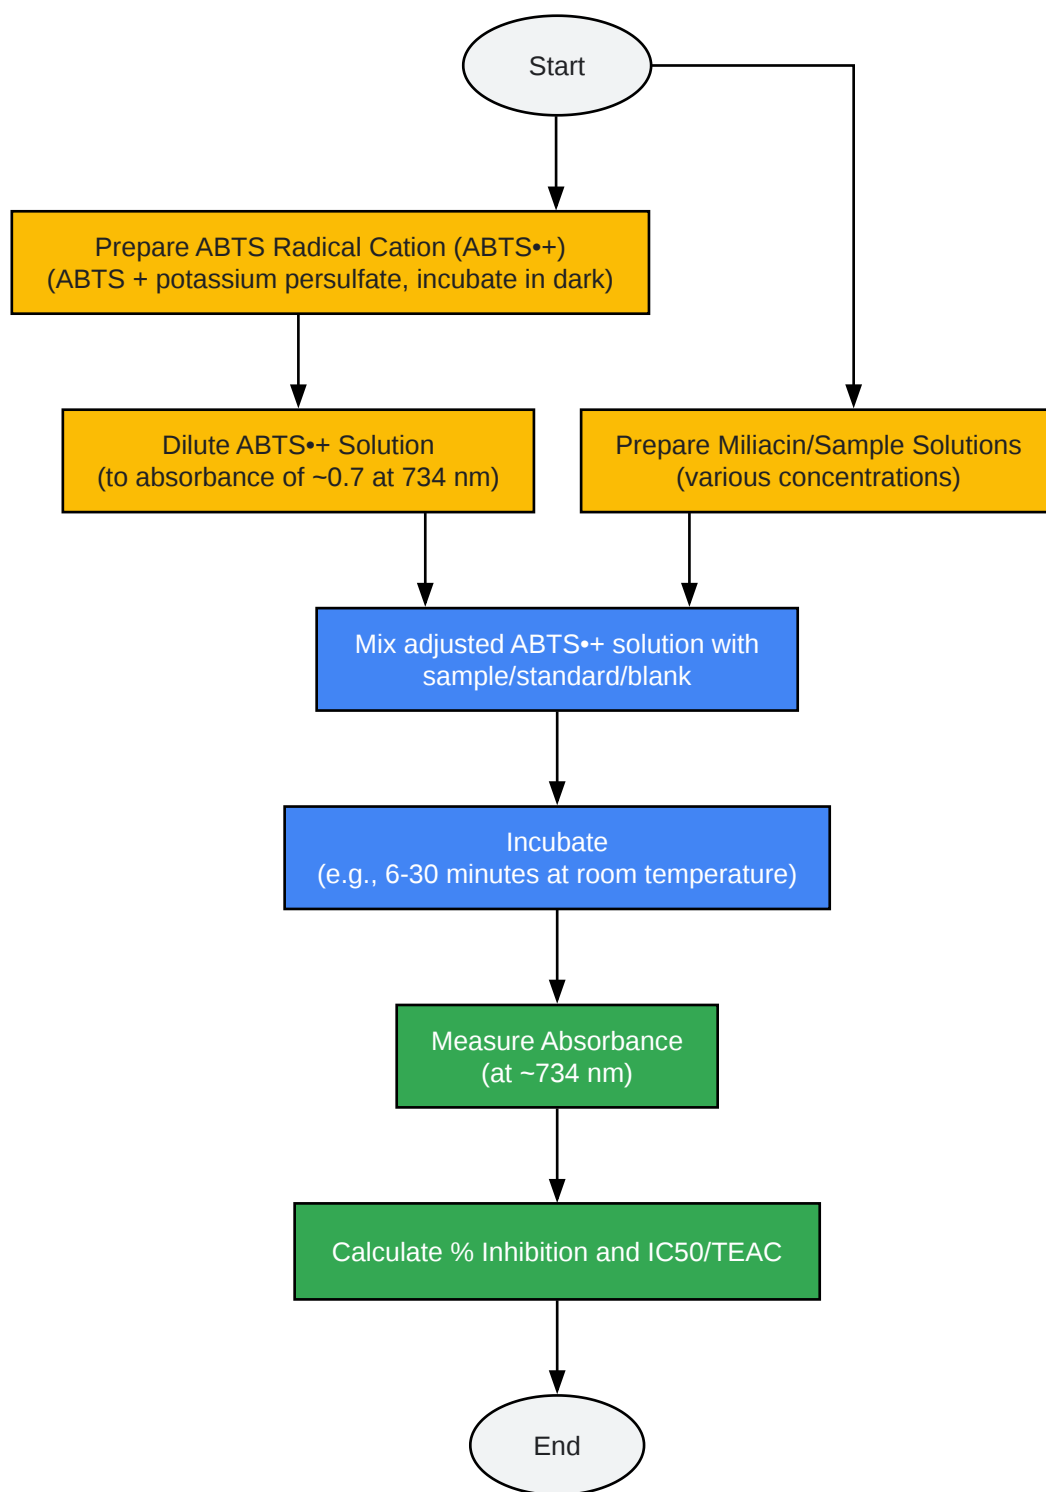 Start
Prepare ABTS Radical Cation (ABTS•+)
(ABTS + potassium persulfate, incubate in dark)
Dilute ABTS•+ Solution
(to absorbance of ~0.7 at 734 nm)
Prepare Miliacin/Sample Solutions
(various concentrations)
Mix adjusted ABTS•+ solution with
sample/standard/blank
Incubate
(e.g., 6-30 minutes at room temperature)
Measure Absorbance
(at ~734 nm)
Calculate % Inhibition and IC50/TEAC
End